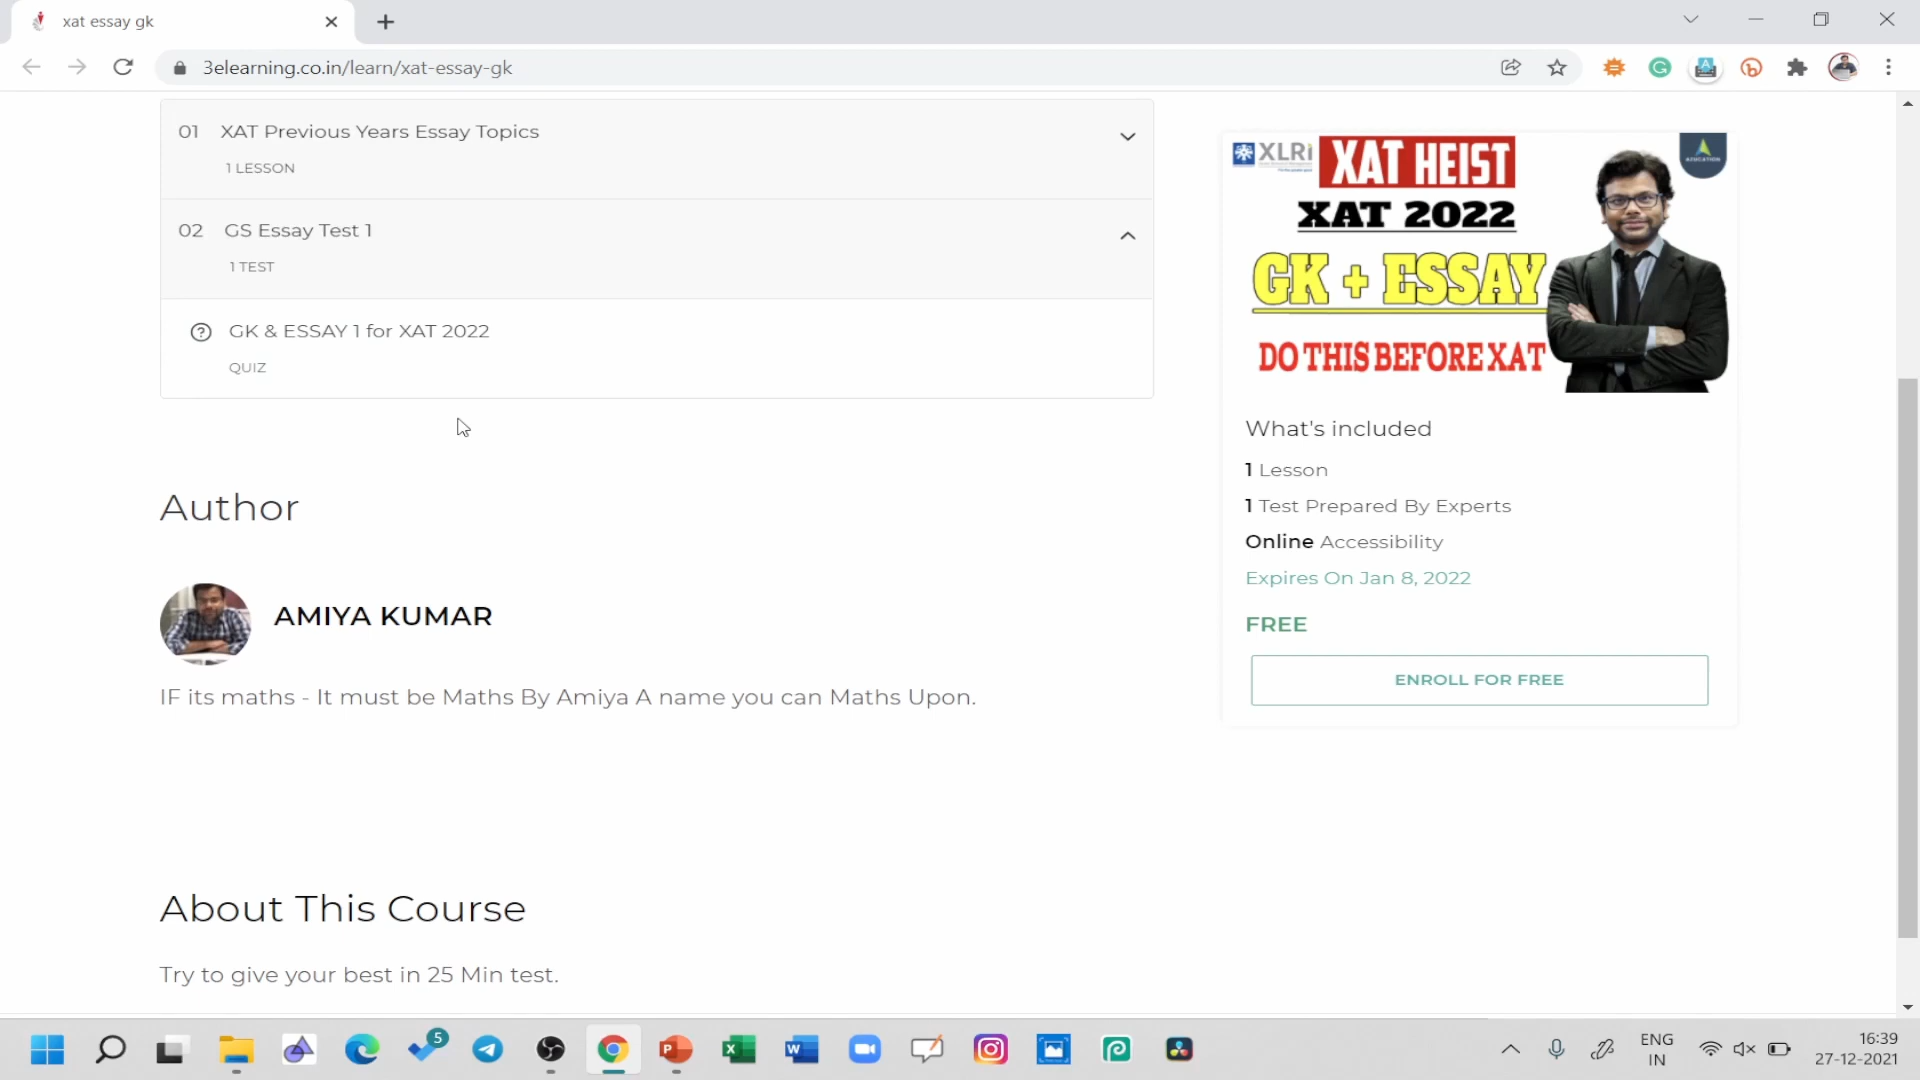 xat essay gk
3elearning.co.in/learn/xat-essay-gk
01 XAT Previous Years Essay Topics
1 LESSON
02 GS Essay Test 1
1 TEST
GK & ESSAY 1 for XAT 2022
QUIZ
Author
AMIYA KUMAR
IF its maths - It must be Maths By Amiya A name you can Maths Upon.
About This Course
Try to give your best in 25 Min test.
XLRi
XAT HEIST
AZUCATION
XAT 2022
GK + ESSAY
DO THIS BEFORE XAT
What's included
1 Lesson
1 Test Prepared By Experts
Online Accessibility
Expires On Jan 8, 2022
FREE
ENROLL FOR FREE
5
ENG
IN
16:39
27-12-2021